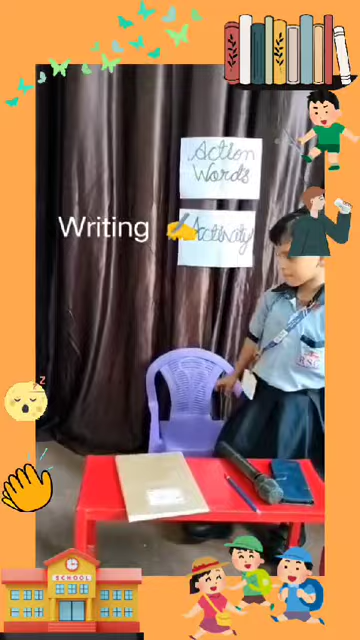 Action
Words
Writing ✍️ Activity
Z
Z
SCHOOL